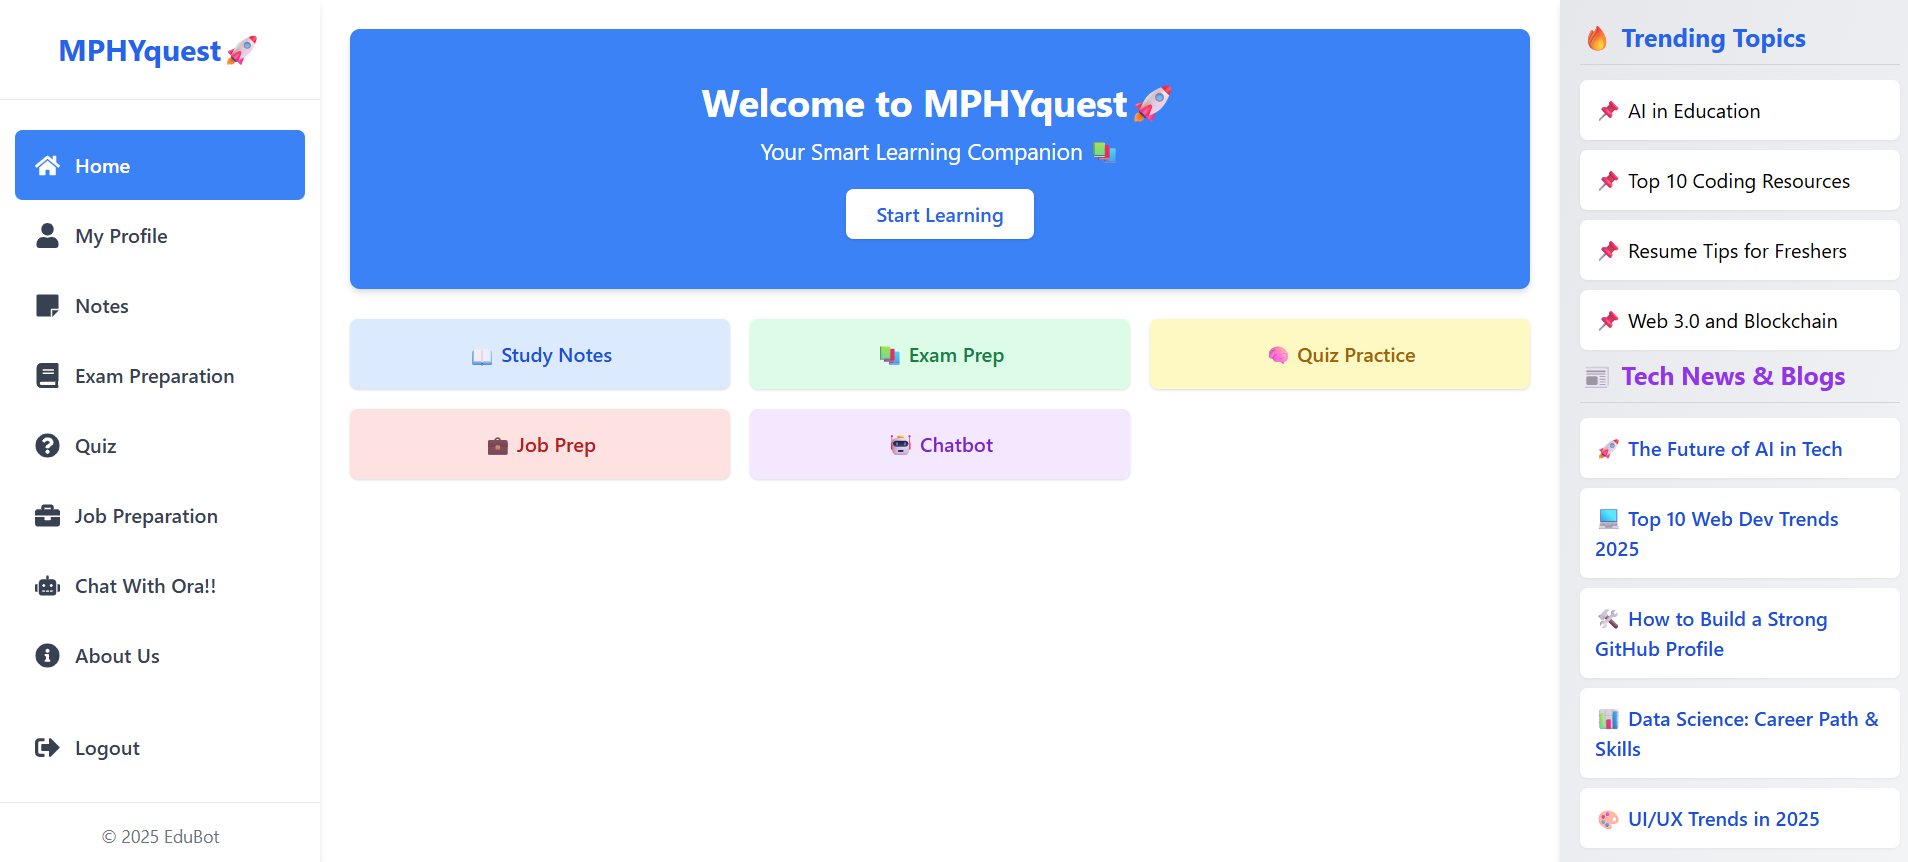 MPHYquest🚀
Home
My Profile
Notes
Exam Preparation
Quiz
Job Preparation
Chat With Ora!!
About Us
Logout
© 2025 EduBot
Welcome to MPHYquest🚀
Your Smart Learning Companion 📚
Start Learning
📖 Study Notes
📚 Exam Prep
🧠 Quiz Practice
💼 Job Prep
🤖 Chatbot
🔥 Trending Topics
📌 AI in Education
📌 Top 10 Coding Resources
📌 Resume Tips for Freshers
📌 Web 3.0 and Blockchain
📰 Tech News & Blogs
🚀 The Future of AI in Tech
💻 Top 10 Web Dev Trends
2025
🛠 How to Build a Strong
GitHub Profile
📊 Data Science: Career Path &
Skills
🎨 UI/UX Trends in 2025